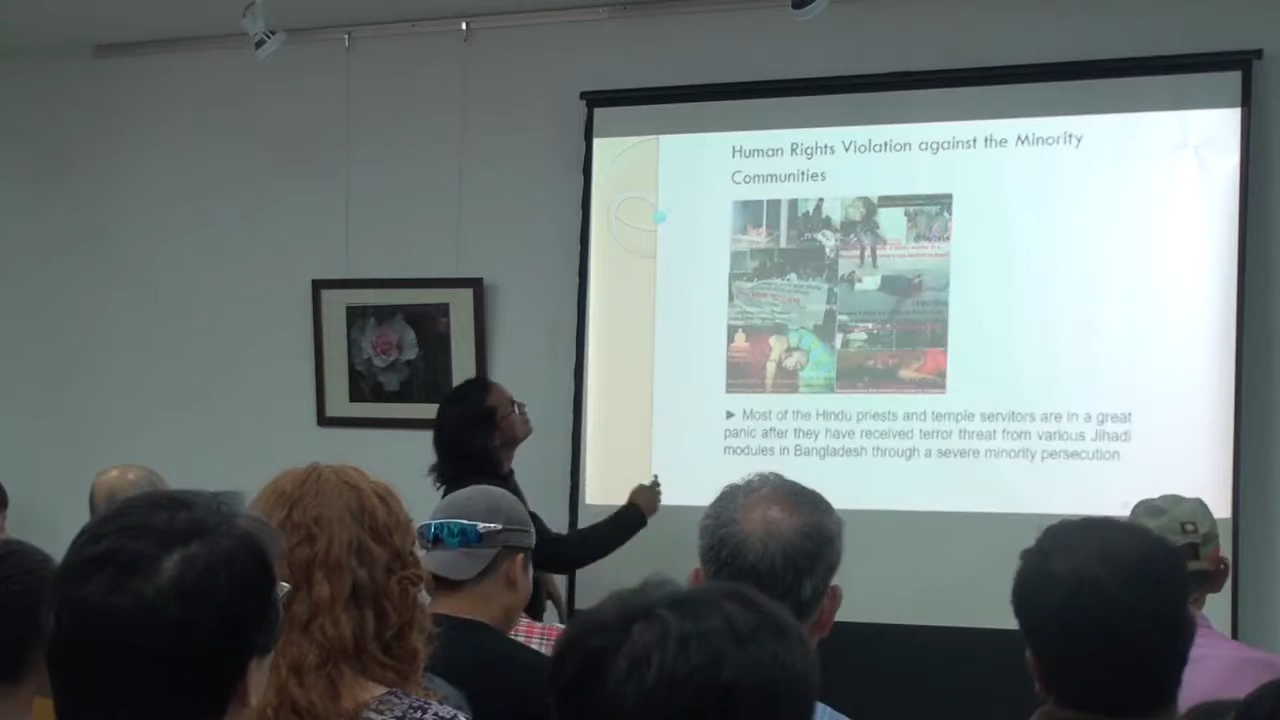 Human Rights Violation against the Minority
Communities
► Most of the Hindu priests and temple servitors are in a great
panic after they have received terror threat from various Jihadi
modules in Bangladesh through a severe minority persecution